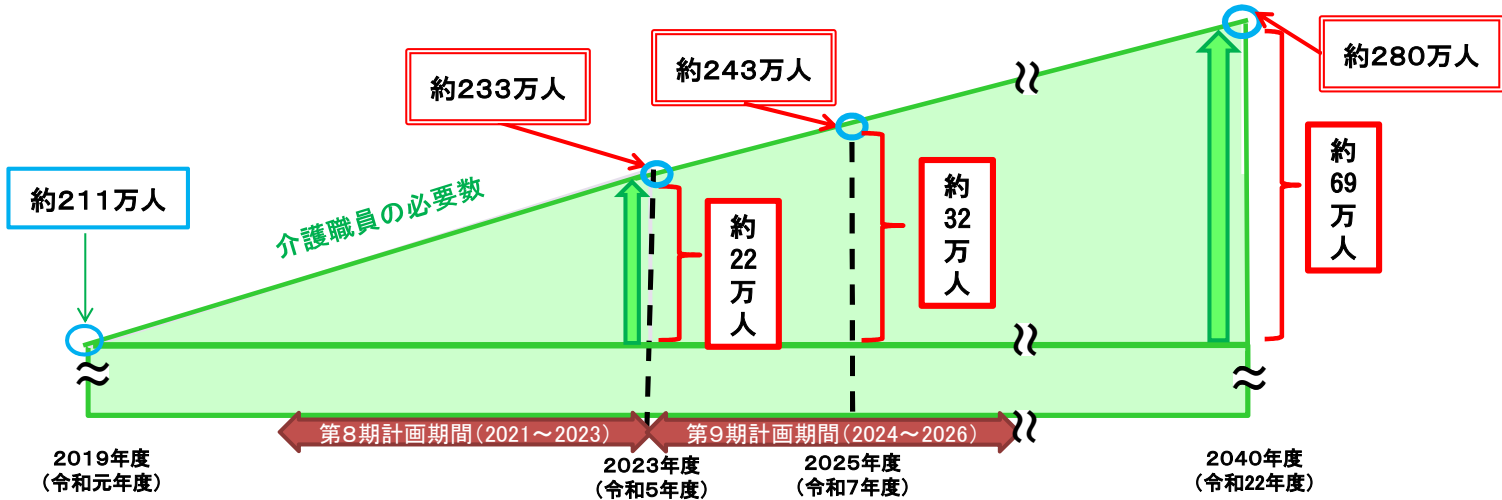 約280万人
約243万人
約233万人
約211万人
介護職員の必要数
約
22
万
人
約
32
万
人
約
69
万
人
第8期計画期間(2021～2023)
第9期計画期間(2024～2026)
2019年度
(令和元年度)
2023年度
(令和5年度)
2025年度
(令和7年度)
2040年度
(令和22年度)